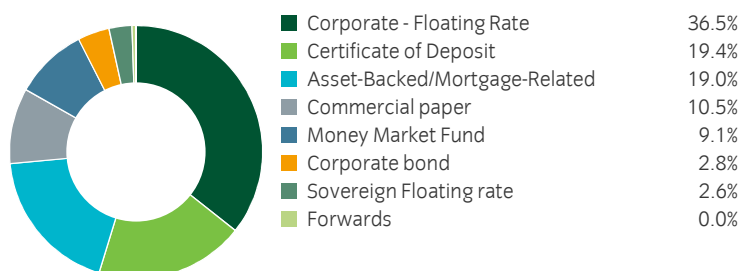 Corporate - Floating Rate 36.5%
Certificate of Deposit 19.4%
Asset-Backed/Mortgage-Related 19.0%
Commercial paper 10.5%
Money Market Fund 9.1%
Corporate bond 2.8%
Sovereign Floating rate 2.6%
Forwards 0.0%